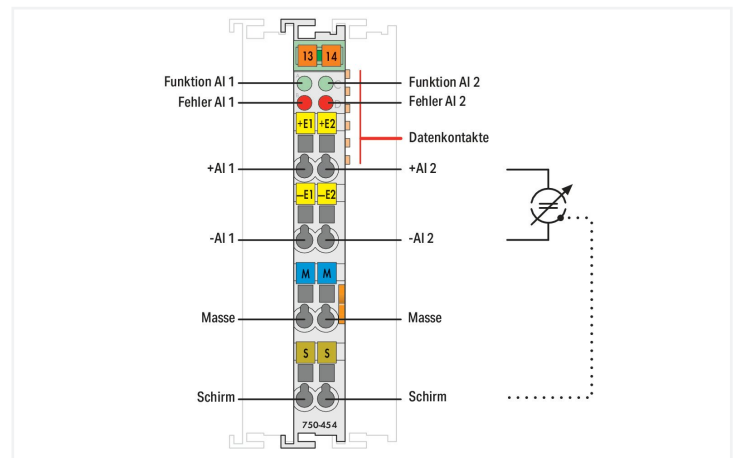 13 14
Funktion AI 1
Funktion AI 2
Fehler AI 1
Fehler AI 2
+E1 +E2
Datenkontakte
+AI 1
+AI 2
–E1 –E2
-AI 1
-AI 2
M M
Masse
Masse
S S
Schirm
Schirm
750-454